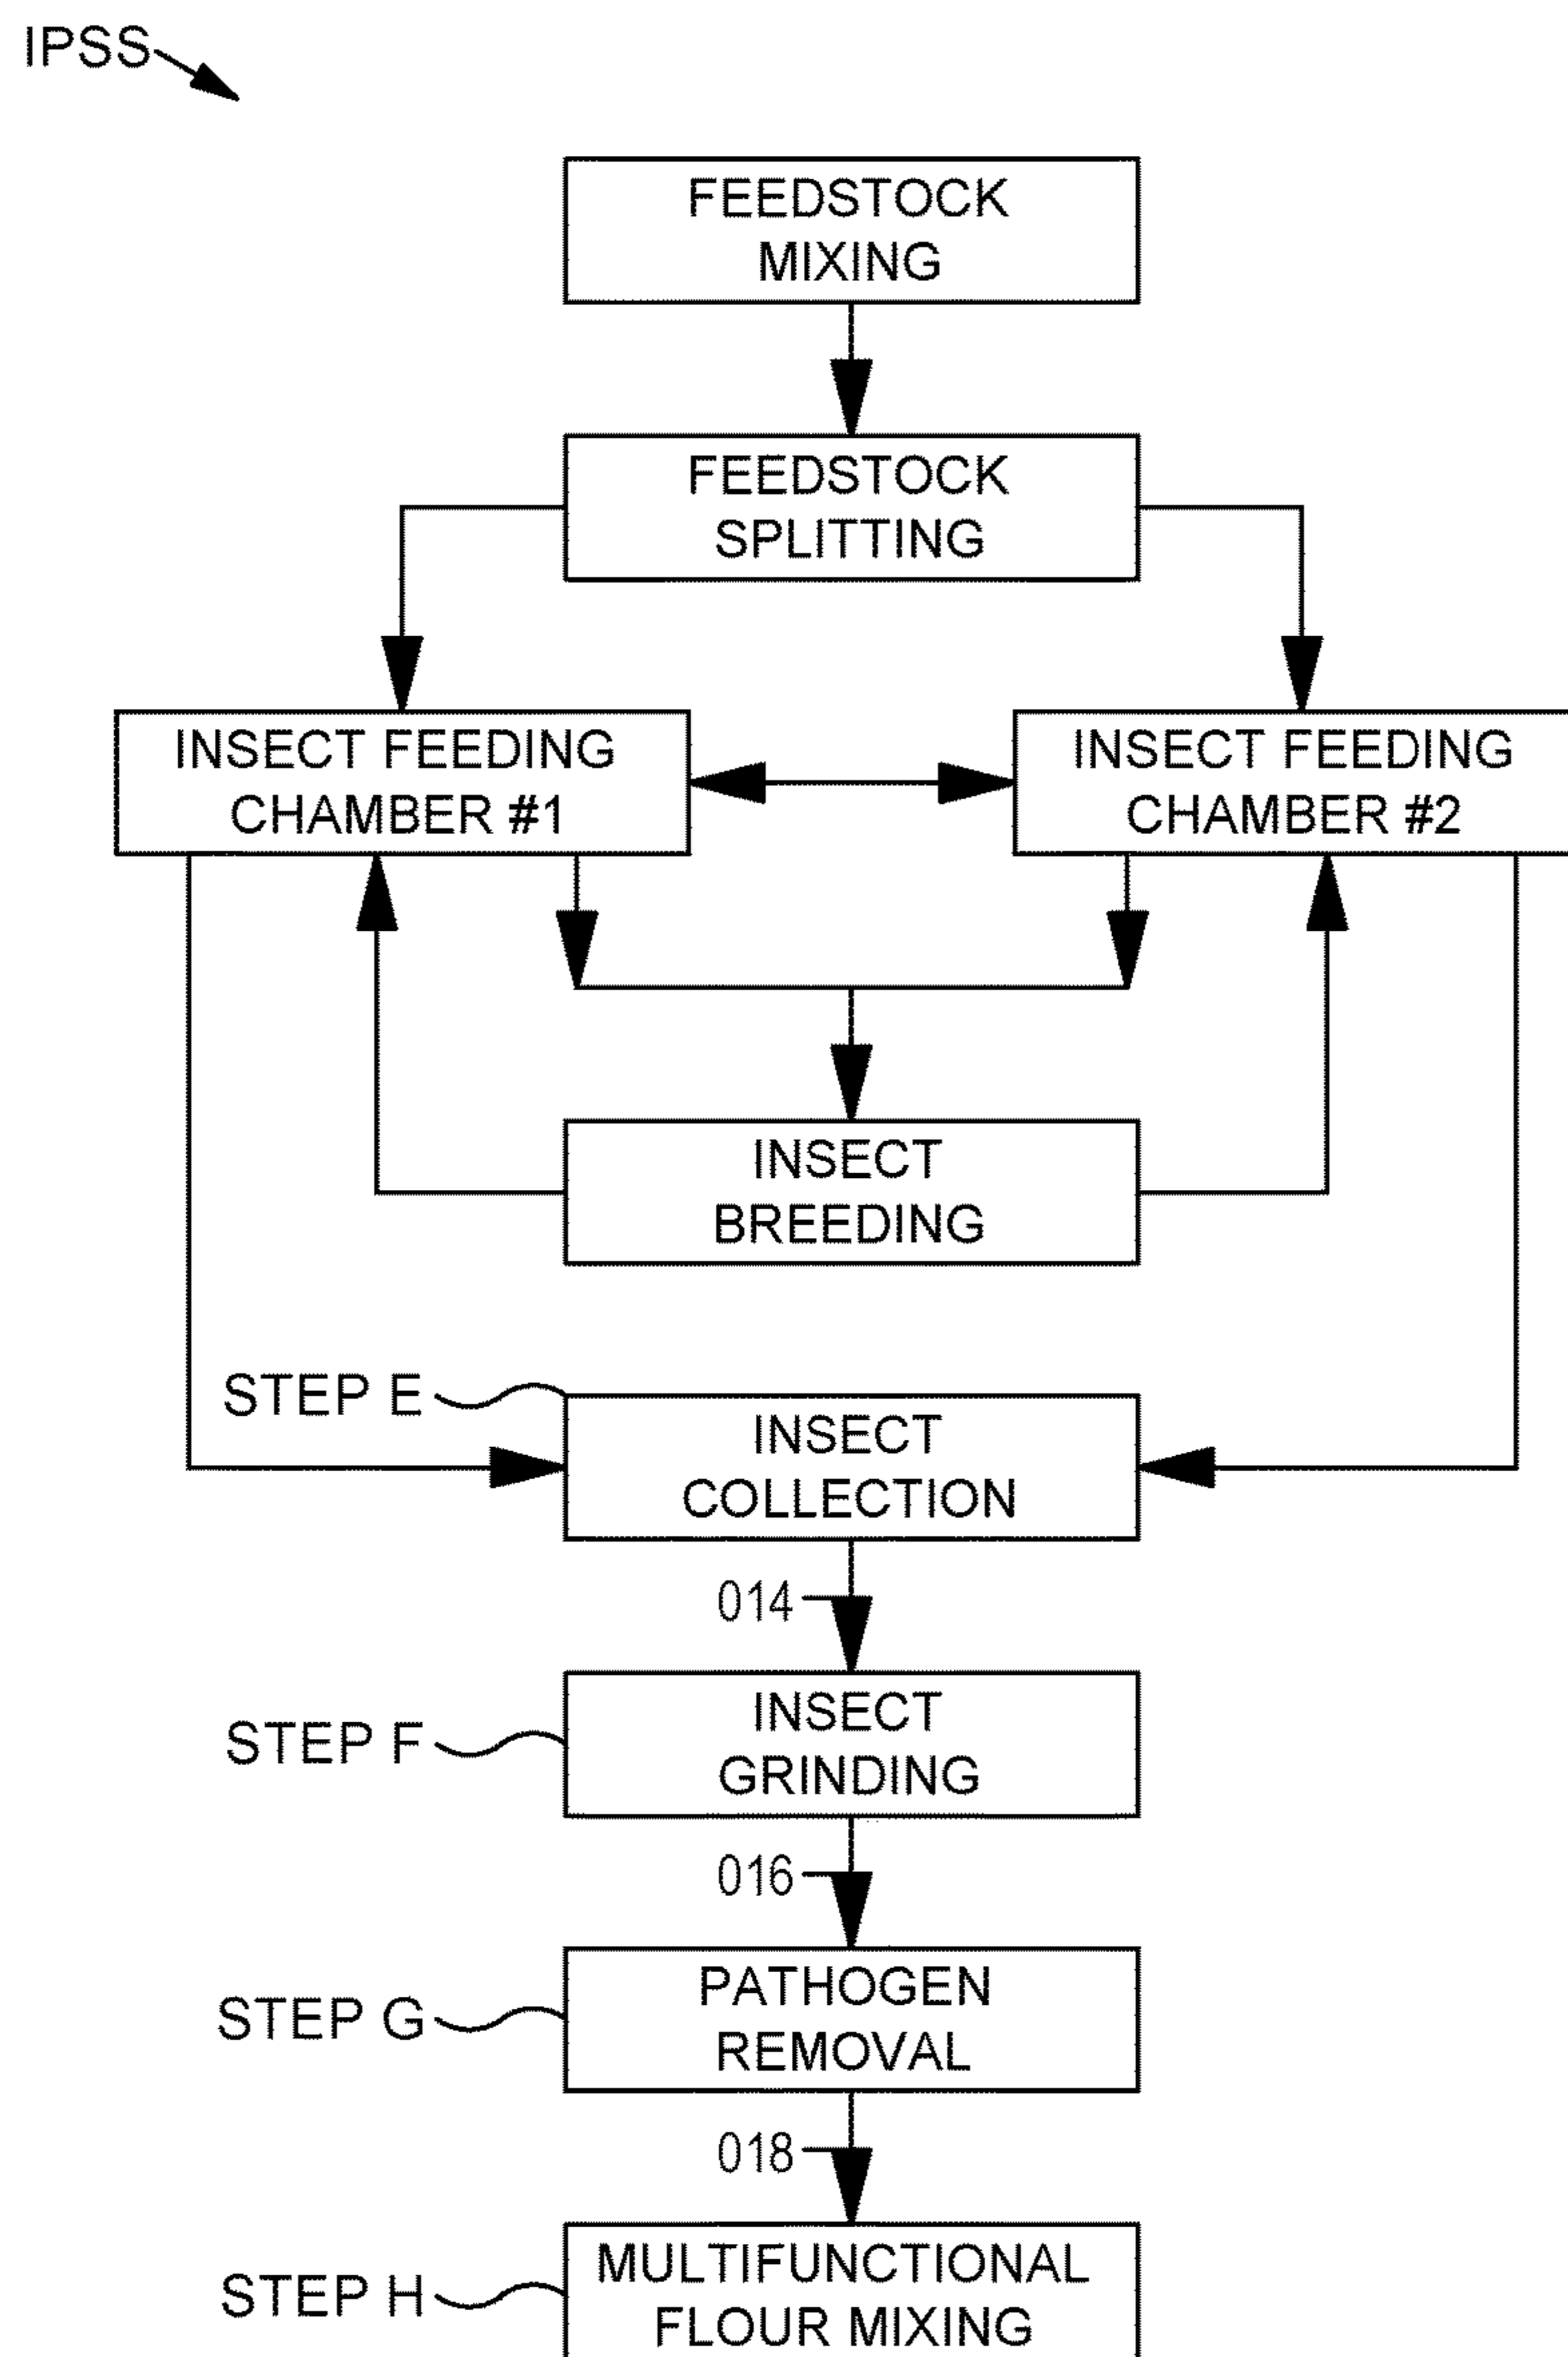 IPSS
FEEDSTOCK
MIXING
FEEDSTOCK
SPLITTING
INSECT FEEDING
CHAMBER #1
INSECT FEEDING
CHAMBER #2
INSECT
BREEDING
STEP E
INSECT
COLLECTION
014
STEP F
INSECT
GRINDING
016
STEP G
PATHOGEN
REMOVAL
018
STEP H
MULTIFUNCTIONAL
FLOUR MIXING